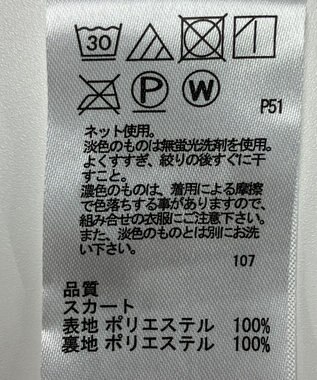 30
P W P51
ネット使用。
淡色のものは無蛍光洗剤を使用。
よくすすぎ、絞りの後すぐに干
すこと。
濃色のものは、着用による摩擦
で色落ちする事がありますので、
組み合せの衣服にご注意下さい。
また、淡色のものとは別にお洗
い下さい。
107
品質
スカート
表地 ポリエステル 100%
裏地 ポリエステル 100%